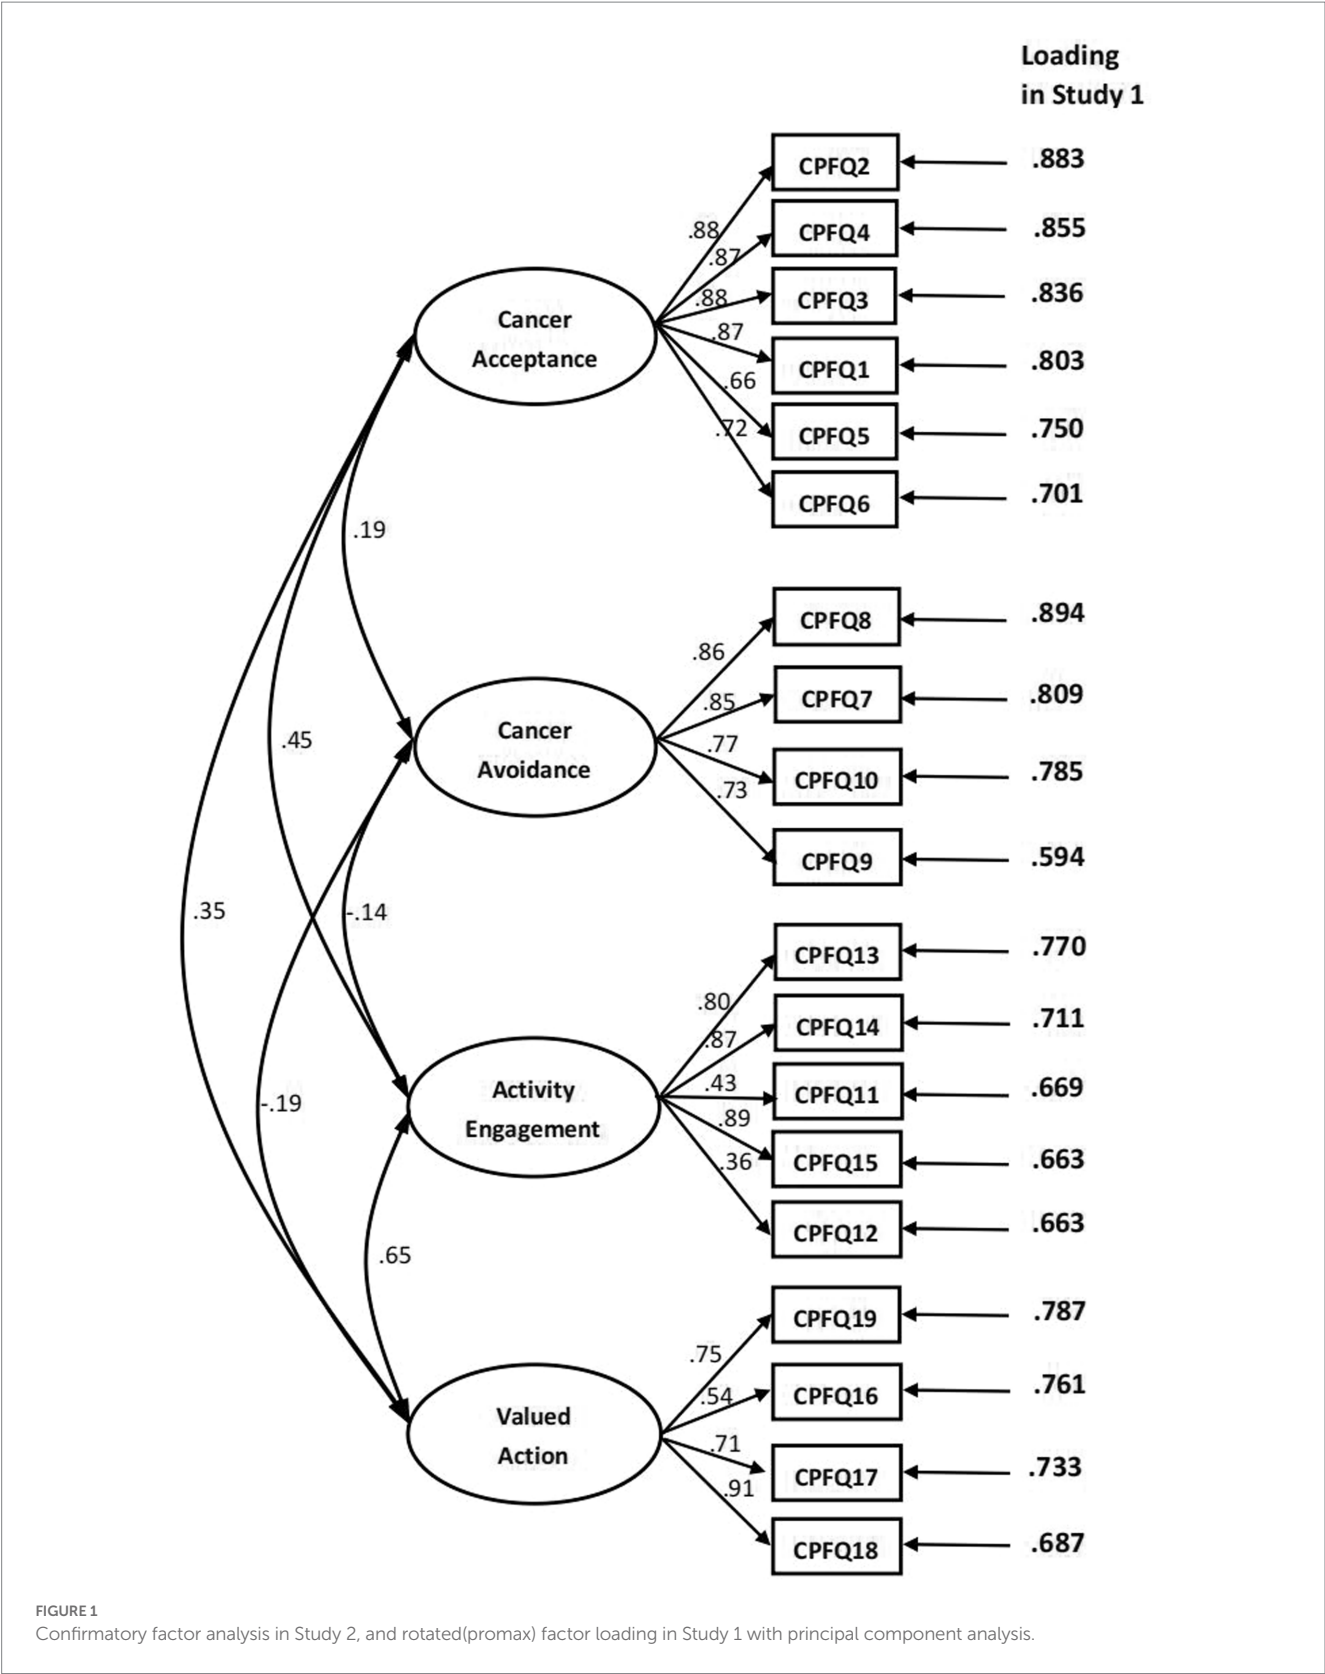 Loading
in Study 1
CPFQ2
.883
.88
CPFQ4
.855
.87
CPFQ3
.836
.88
Cancer
Acceptance
.87
CPFQ1
.803
.66
CPFQ5
.750
.72
CPFQ6
.701
.19
CPFQ8
.894
.86
CPFQ7
.809
.85
Cancer
Avoidance
.45
.77
CPFQ10
.785
.73
CPFQ9
.594
.35
-.14
CPFQ13
.770
.80
CPFQ14
.711
.87
Activity
Engagement
.43
CPFQ11
.669
-.19
.89
CPFQ15
.663
.36
CPFQ12
.663
.65
CPFQ19
.787
.75
CPFQ16
.761
.54
Valued
Action
.71
CPFQ17
.733
.91
CPFQ18
.687
FIGURE 1
Confirmatory factor analysis in Study 2, and rotated(promax) factor loading in Study 1 with principal component analysis.